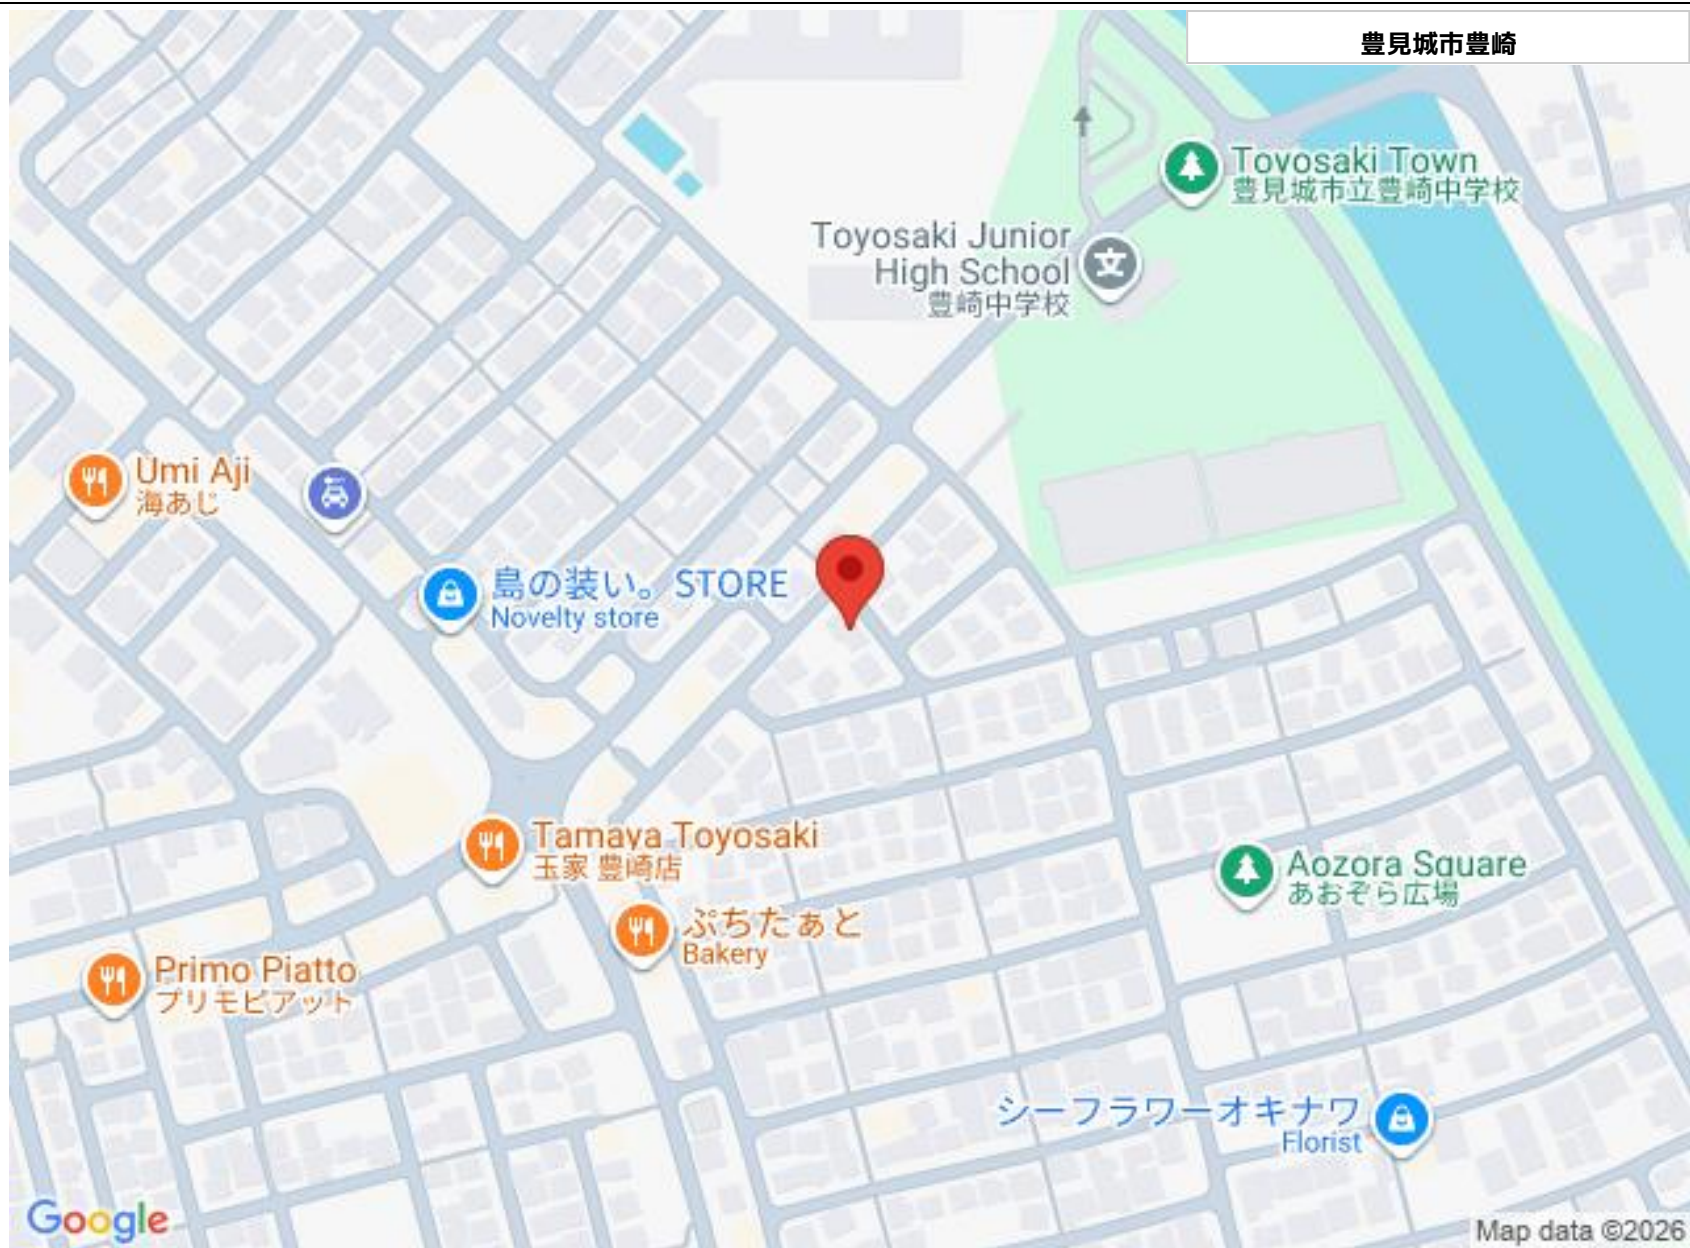 豊見城市豊崎
Toyosaki Town
豊見城市立豊崎中学校
Toyosaki Junior
High School
豊崎中学校
Umi Aji
海あじ
島の装い。STORE
Novelty store
Tamaya Toyosaki
玉家 豊崎店
Aozora Square
あおぞら広場
ぷちたぁと
Bakery
Primo Piatto
プリモピアット
シーフラワーオキナワ
Florist
Google
Map data ©2026